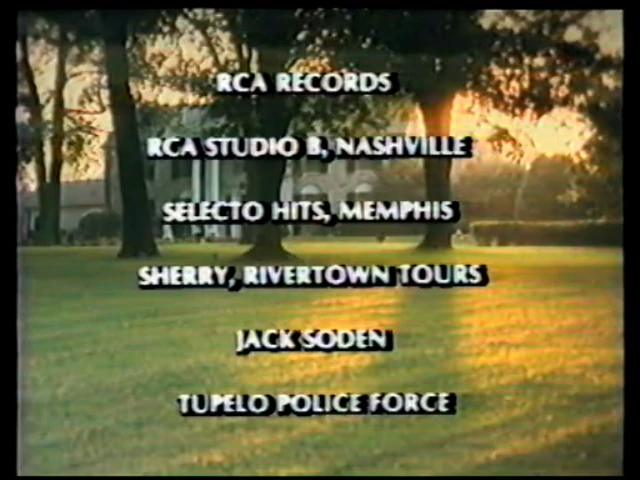 RCA RECORDS
RCA STUDIO B, NASHVILLE
SELECTO HITS, MEMPHIS
SHERRY, RIVERTOWN TOURS
JACK SODEN
TUPELO POLICE FORCE